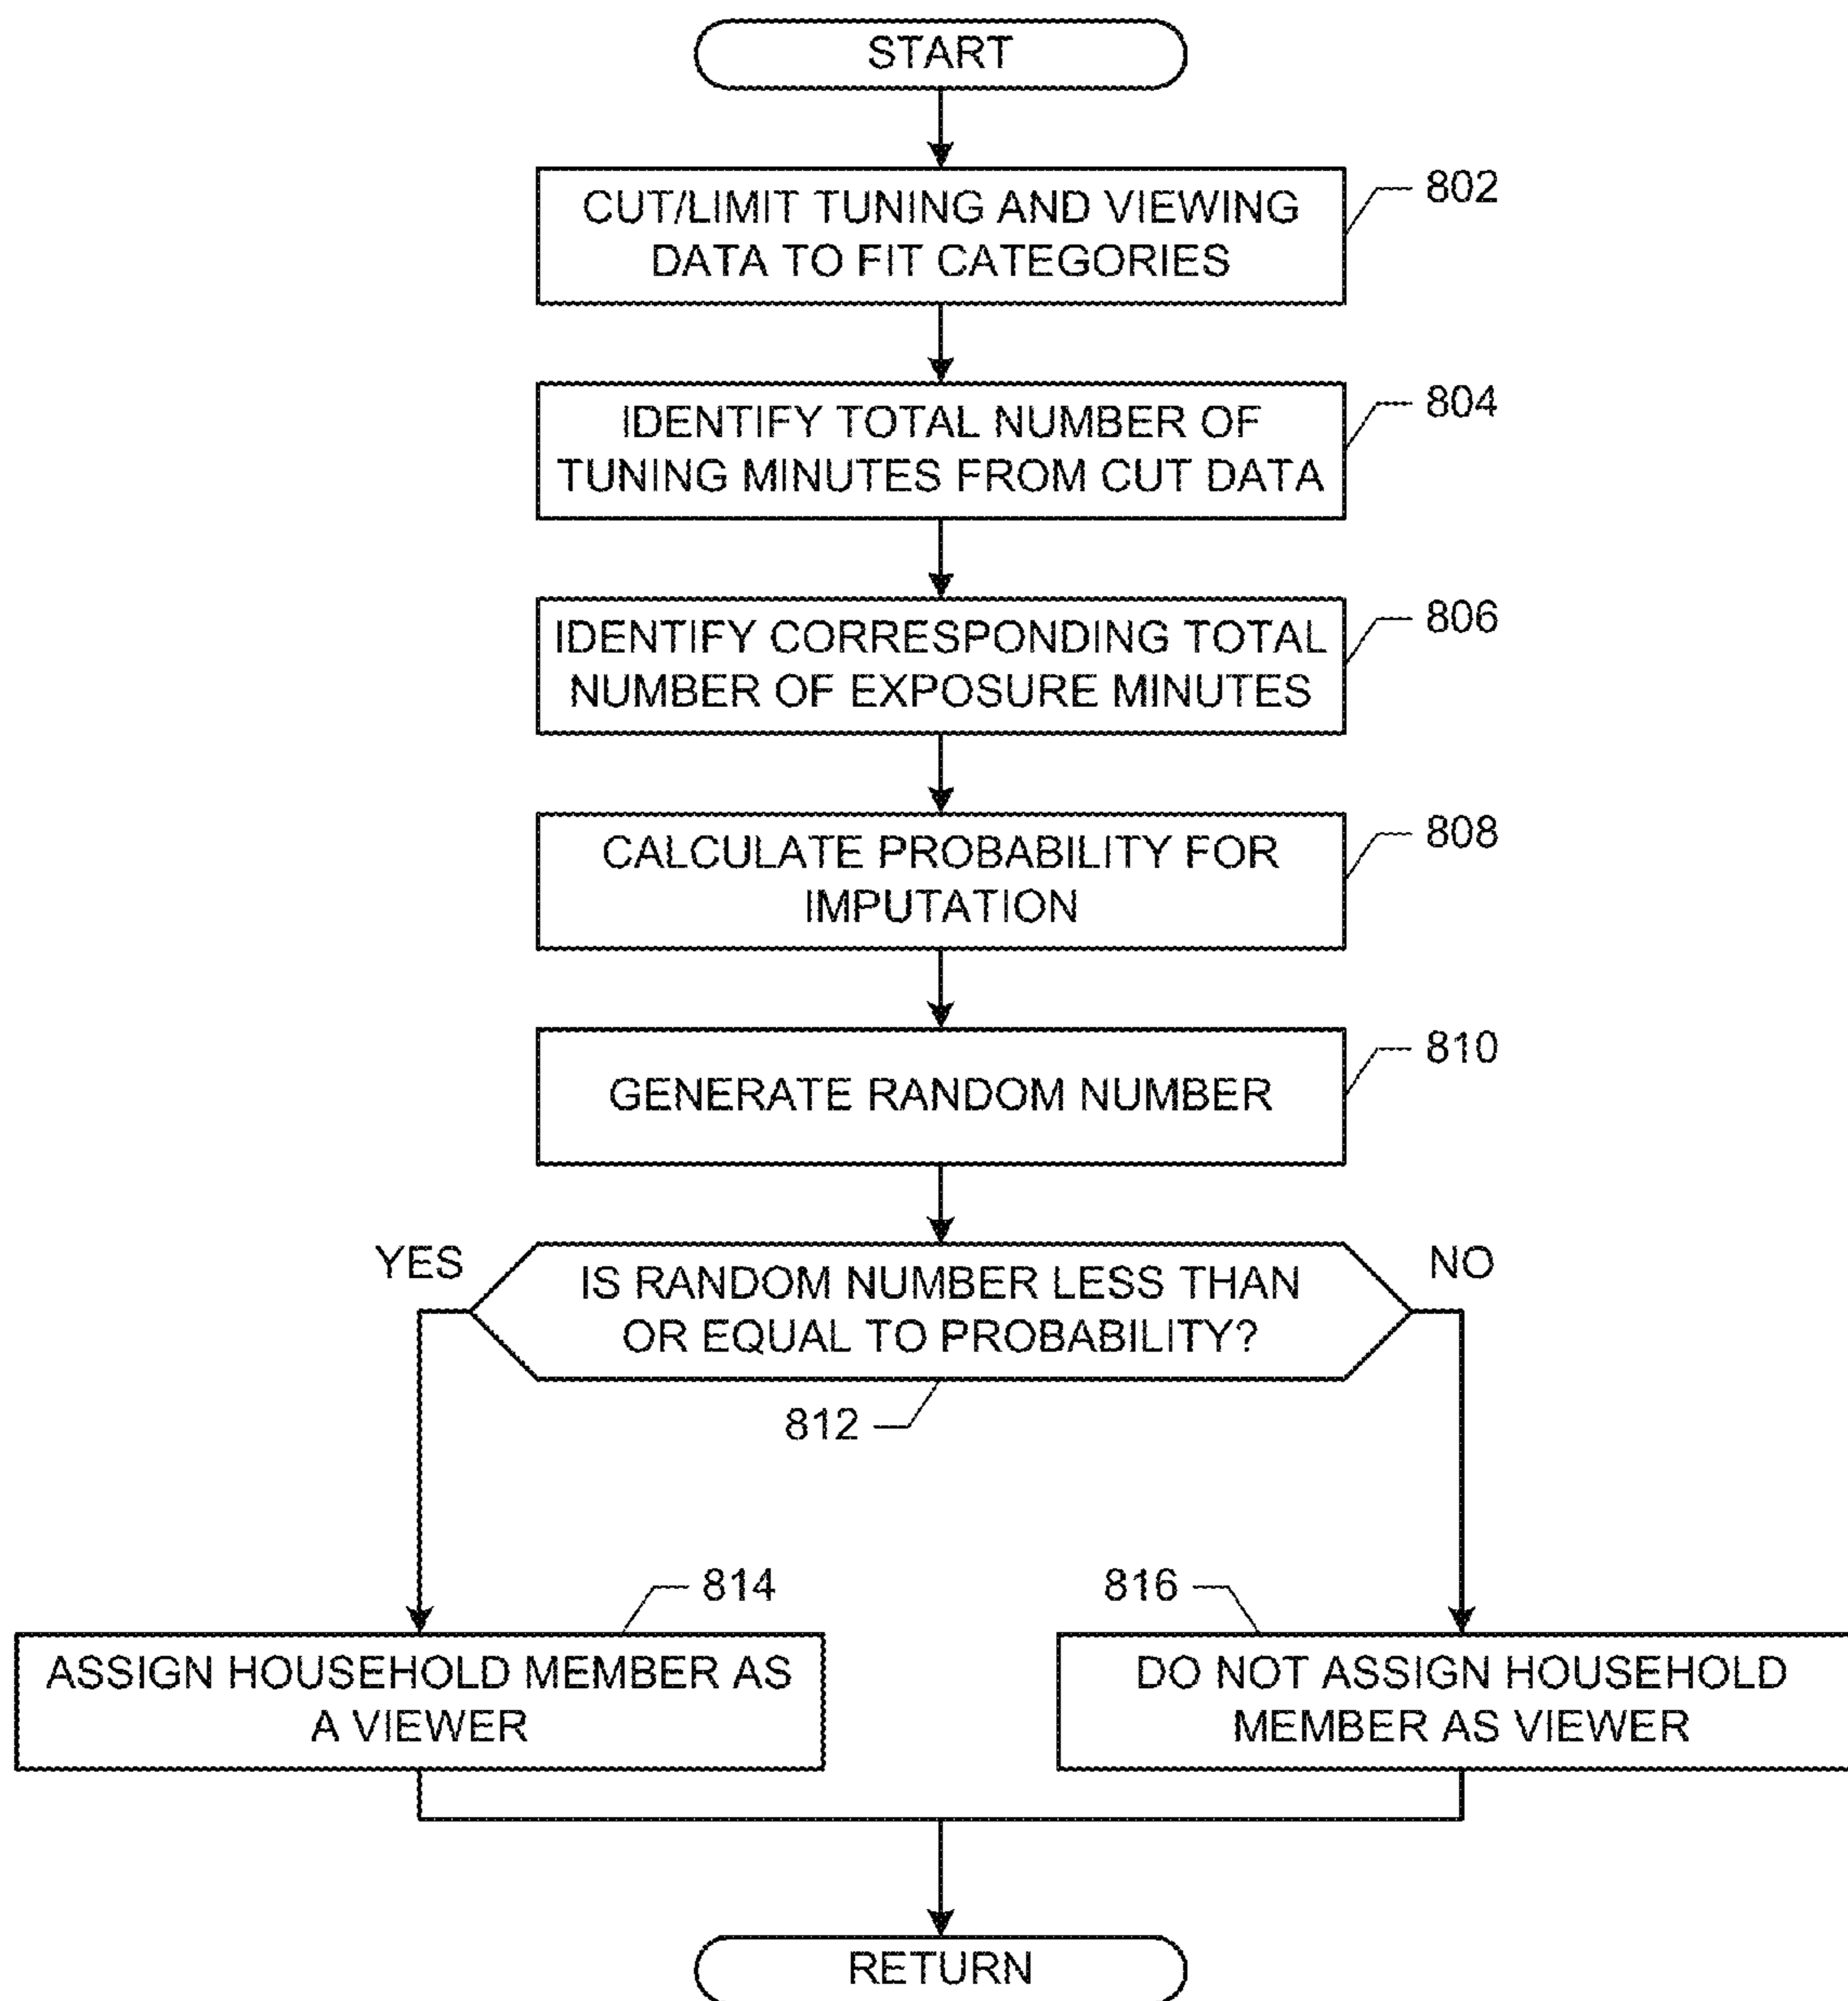 START
CUT/LIMIT TUNING AND VIEWING
DATA TO FIT CATEGORIES
802
IDENTIFY TOTAL NUMBER OF
TUNING MINUTES FROM CUT DATA
804
IDENTIFY CORRESPONDING TOTAL
NUMBER OF EXPOSURE MINUTES
806
CALCULATE PROBABILITY FOR
IMPUTATION
808
GENERATE RANDOM NUMBER
810
YES
IS RANDOM NUMBER LESS THAN
OR EQUAL TO PROBABILITY?
NO
812
814
816
ASSIGN HOUSEHOLD MEMBER AS
A VIEWER
DO NOT ASSIGN HOUSEHOLD
MEMBER AS VIEWER
RETURN